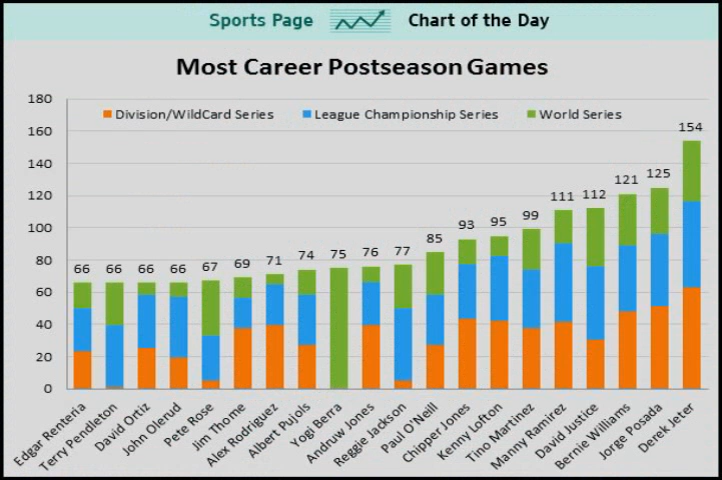 Sports Page Chart of the Day
Most Career Postseason Games
180
160
140
120
100
80
60
40
20
0
Division/WildCard Series League Championship Series World Series
66 66 66 66 67 69 71 74 75 76 77 85 93 95 99 111 112 121 125 154
Edgar Renteria
Terry Pendleton
David Ortiz
John Olerud
Pete Rose
Jim Thome
Alex Rodriguez
Albert Pujols
Yogi Berra
Andruw Jones
Reggie Jackson
Paul O'Neill
Chipper Jones
Kenny Lofton
Tino Martinez
Manny Ramirez
David Justice
Bernie Williams
Jorge Posada
Derek Jeter